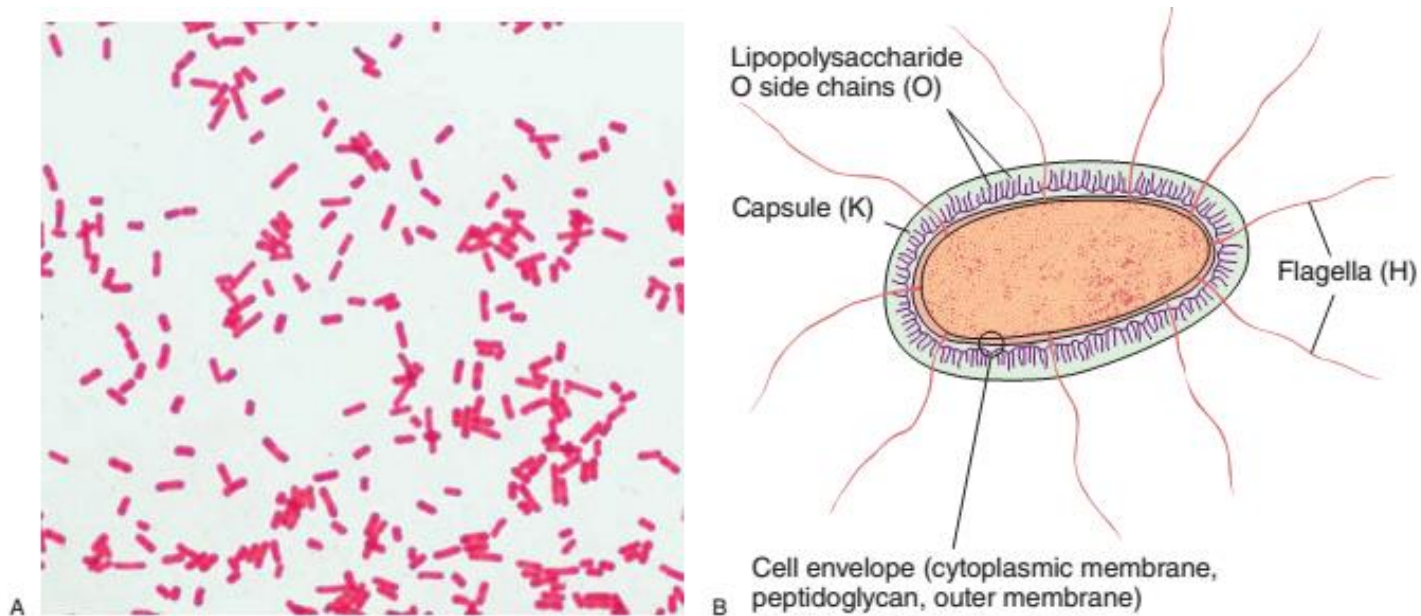 Lipopolysaccharide
O side chains (O)
Capsule (K)
Flagella (H)
Cell envelope (cytoplasmic membrane,
peptidoglycan, outer membrane)
A
B